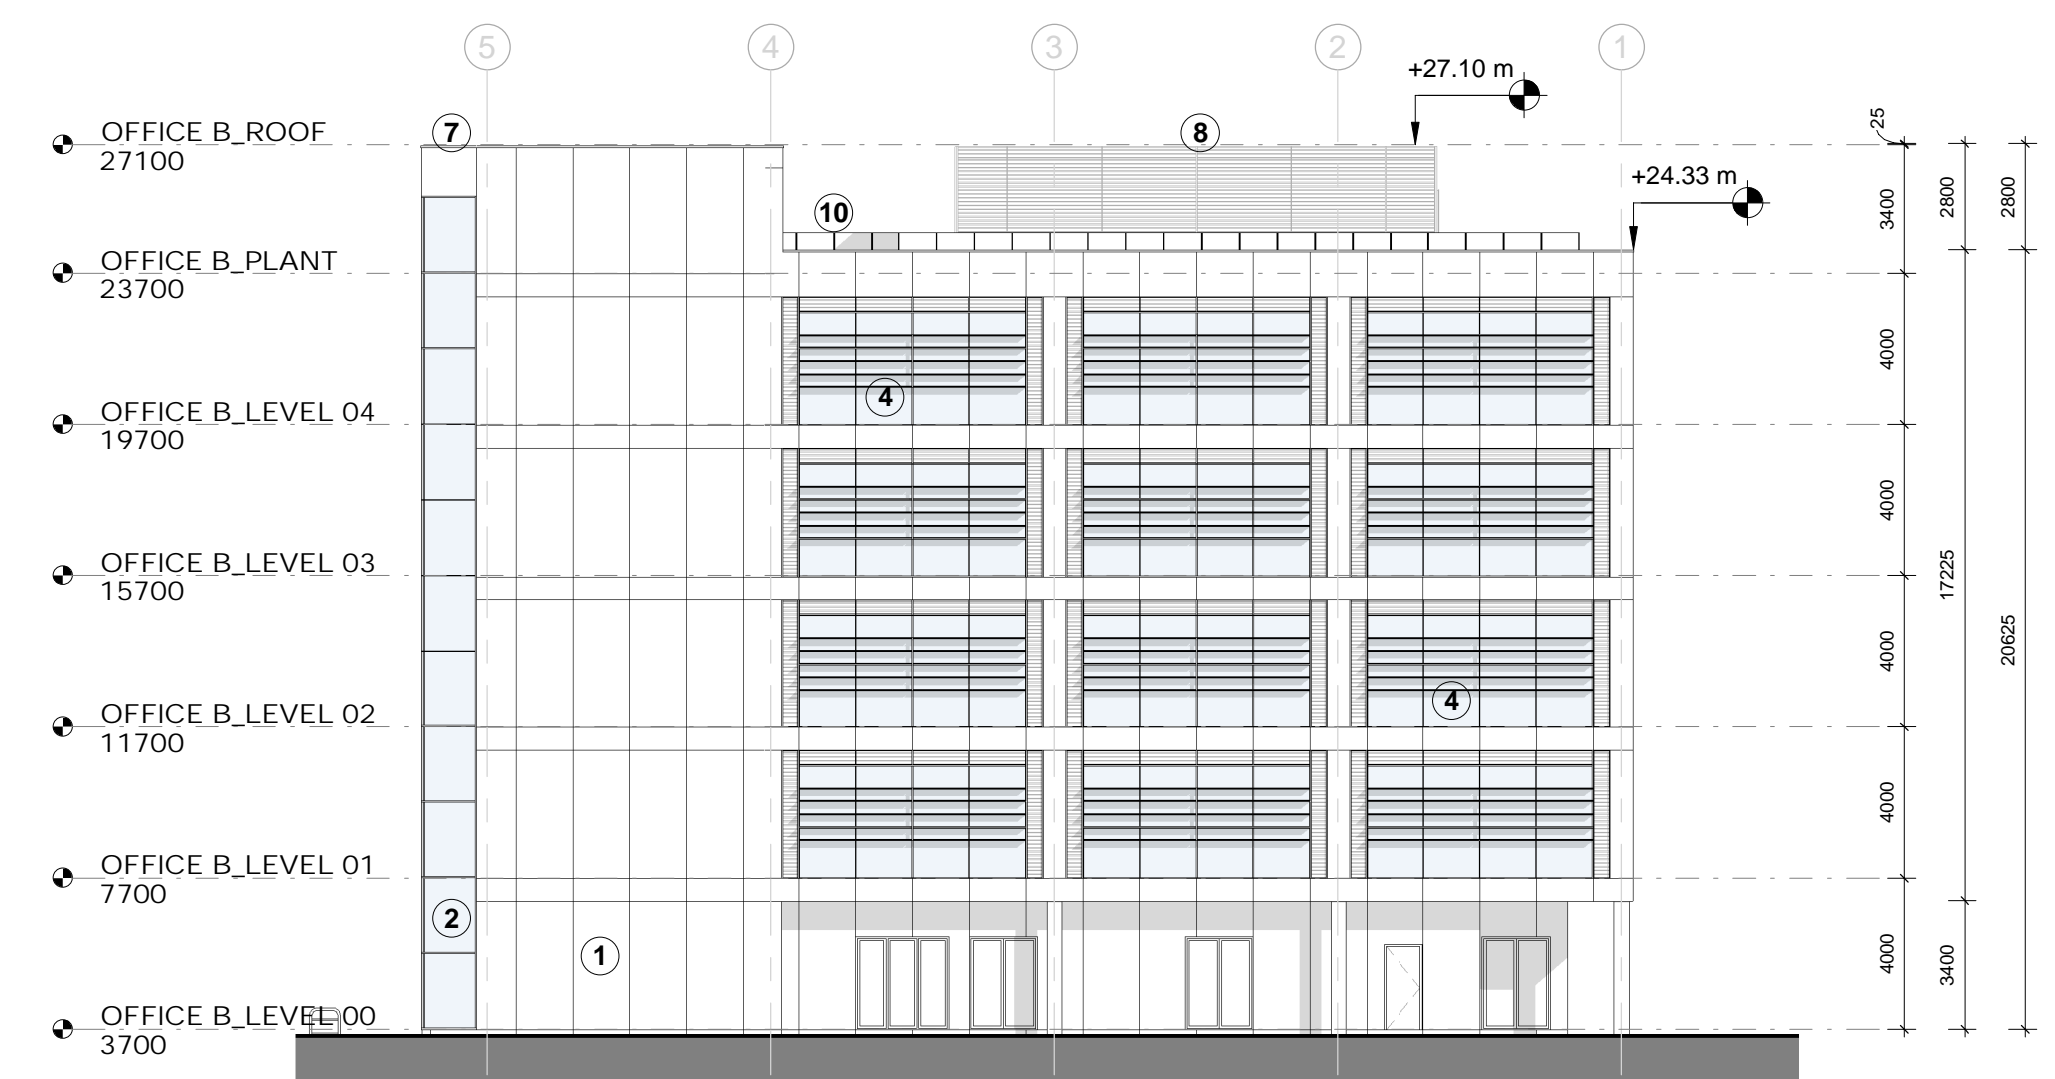 5 4 3 2 1
+27.10 m
OFFICE B_ROOF
27100
7
8
25
+24.33 m
10
3400
2800
2800
OFFICE B_PLANT
23700
4000
OFFICE B_LEVEL 04
19700
4
4000
OFFICE B_LEVEL 03
15700
17225
20625
4000
OFFICE B_LEVEL 02
11700
4
4000
OFFICE B_LEVEL 01
7700
2
1
4000
3400
OFFICE B_LEVEL 00
3700